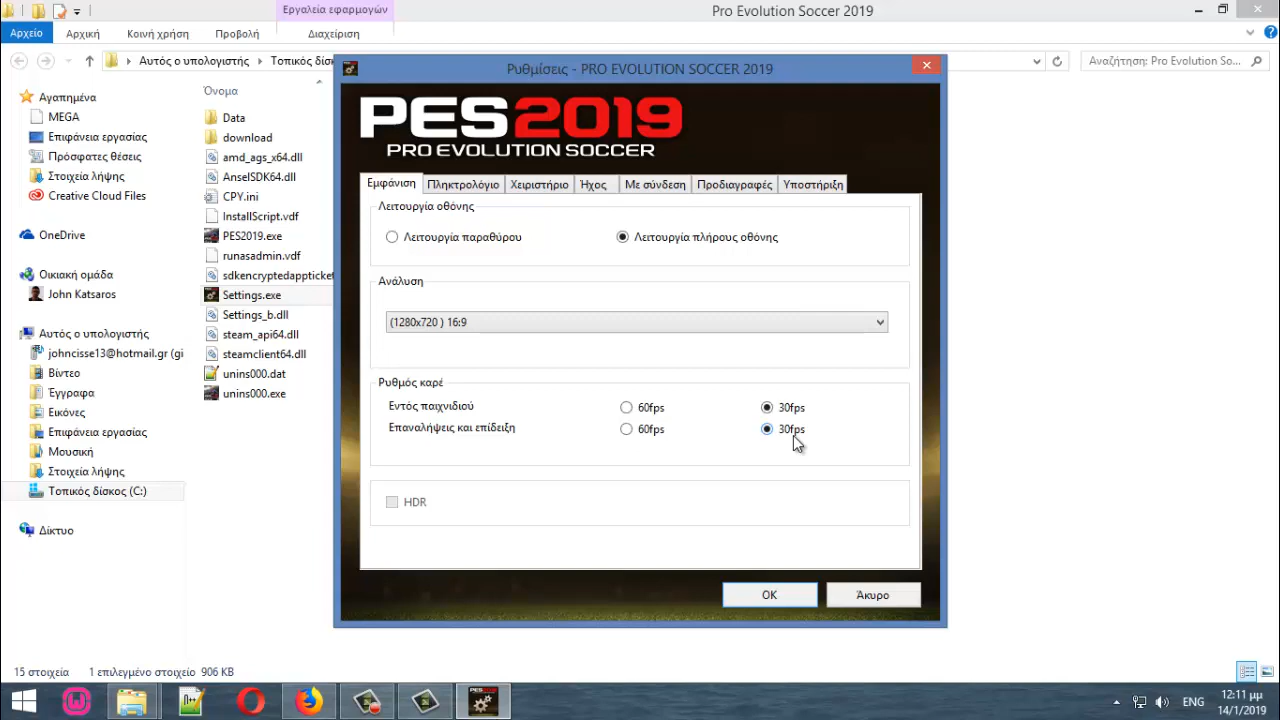 Εργαλεία εφαρμογών
Pro Evolution Soccer 2019
Αρχείο
Αρχική
Κοινή χρήση
Προβολή
Διαχείριση
Αυτός ο υπολογιστής
Τοπικός δίσκ
Αναζήτηση: Pro Evolution So...
Αγαπημένα
MEGA
Επιφάνεια εργασίας
Πρόσφατες θέσεις
Στοιχεία λήψης
Creative Cloud Files
OneDrive
Οικιακή ομάδα
John Katsaros
Αυτός ο υπολογιστής
johncisse13@hotmail.gr (gi
Βίντεο
Έγγραφα
Εικόνες
Επιφάνεια εργασίας
Μουσική
Στοιχεία λήψης
Τοπικός δίσκος (C:)
Δίκτυο
Όνομα
Data
download
amd_ags_x64.dll
AnselSDK64.dll
CPY.ini
InstallScript.vdf
PES2019.exe
runasadmin.vdf
sdkencryptedappticket
Settings.exe
Settings_b.dll
steam_api64.dll
steamclient64.dll
unins000.dat
unins000.exe
Ρυθμίσεις - PRO EVOLUTION SOCCER 2019
PES2019
PRO EVOLUTION SOCCER
Εμφάνιση
Πληκτρολόγιο
Χειριστήριο
Ήχος
Με σύνδεση
Προδιαγραφές
Υποστήριξη
Λειτουργία οθόνης
Λειτουργία παραθύρου
Λειτουργία πλήρους οθόνης
Ανάλυση
(1280x720 ) 16:9
Ρυθμός καρέ
Εντός παιχνιδιού
60fps
30fps
Επαναλήψεις και επίδειξη
60fps
30fps
HDR
OK
Άκυρο
15 στοιχεία
1 επιλεγμένο στοιχείο
906 KB
ENG
12:11 μμ
14/1/2019